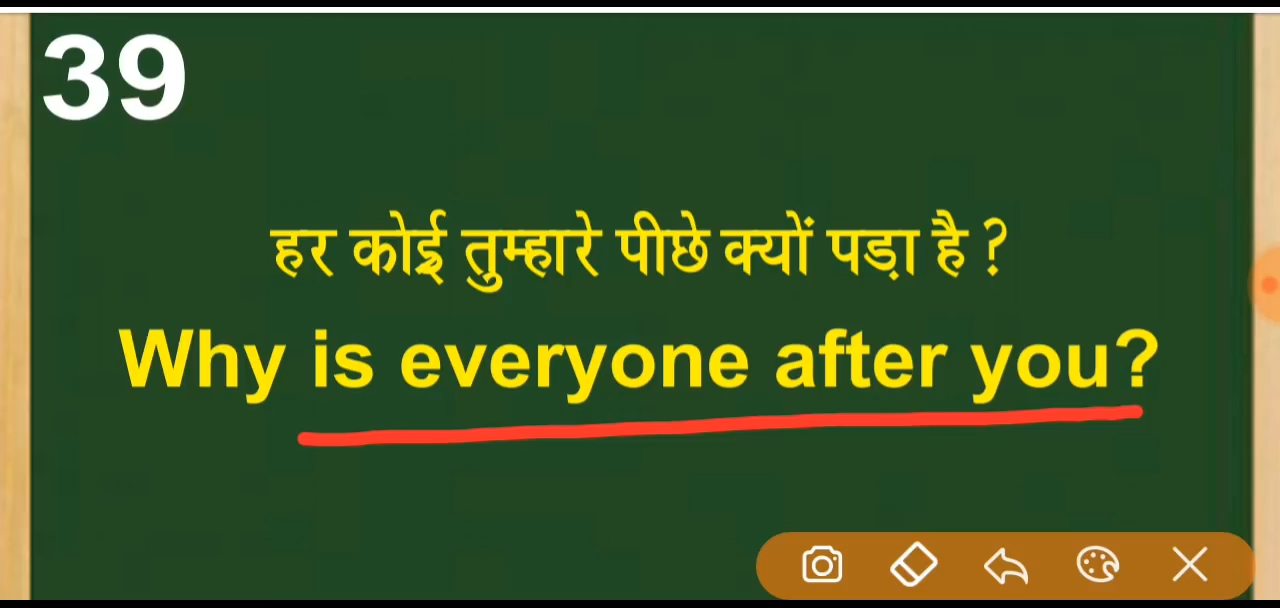 39
हर कोई तुम्हारे पीछे क्यों पड़ा है ?
Why is everyone after you?